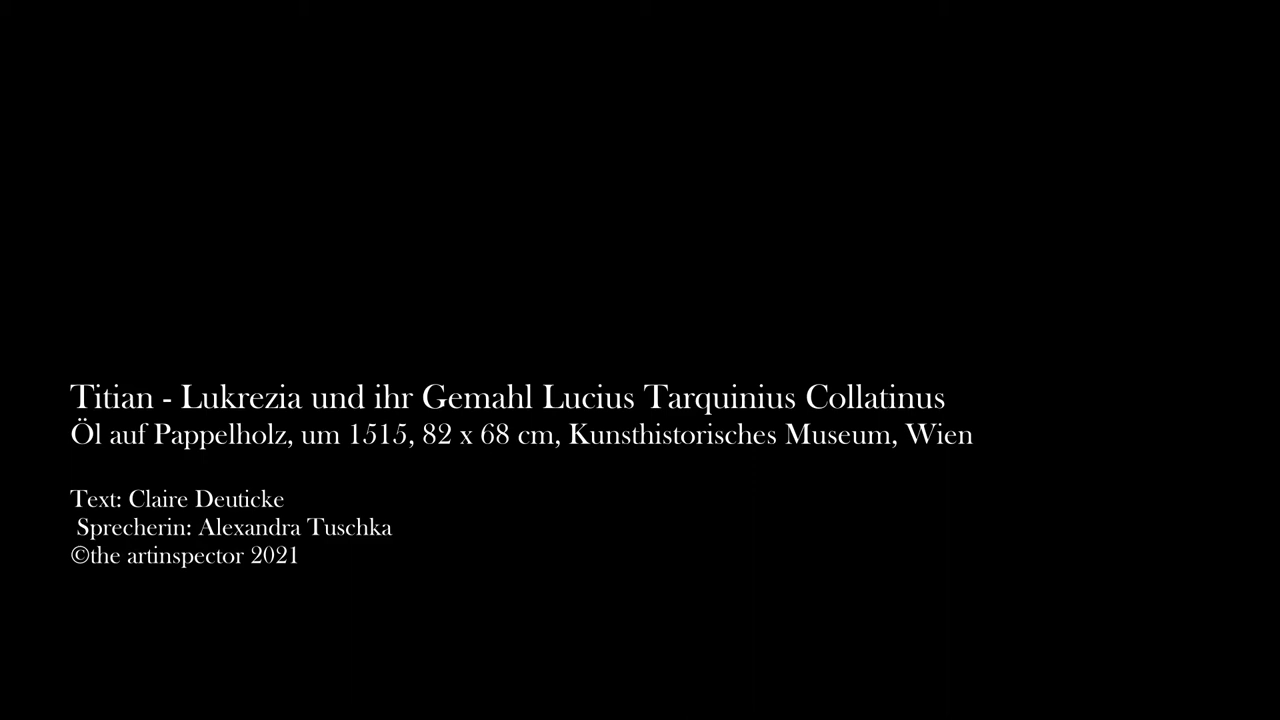 Titian - Lukrezia und ihr Gemahl Lucius Tarquinius Collatinus
Öl auf Pappelholz, um 1515, 82 x 68 cm, Kunsthistorisches Museum, Wien
Text: Claire Deuticke
Sprecherin: Alexandra Tuschka
©the artinspector 2021